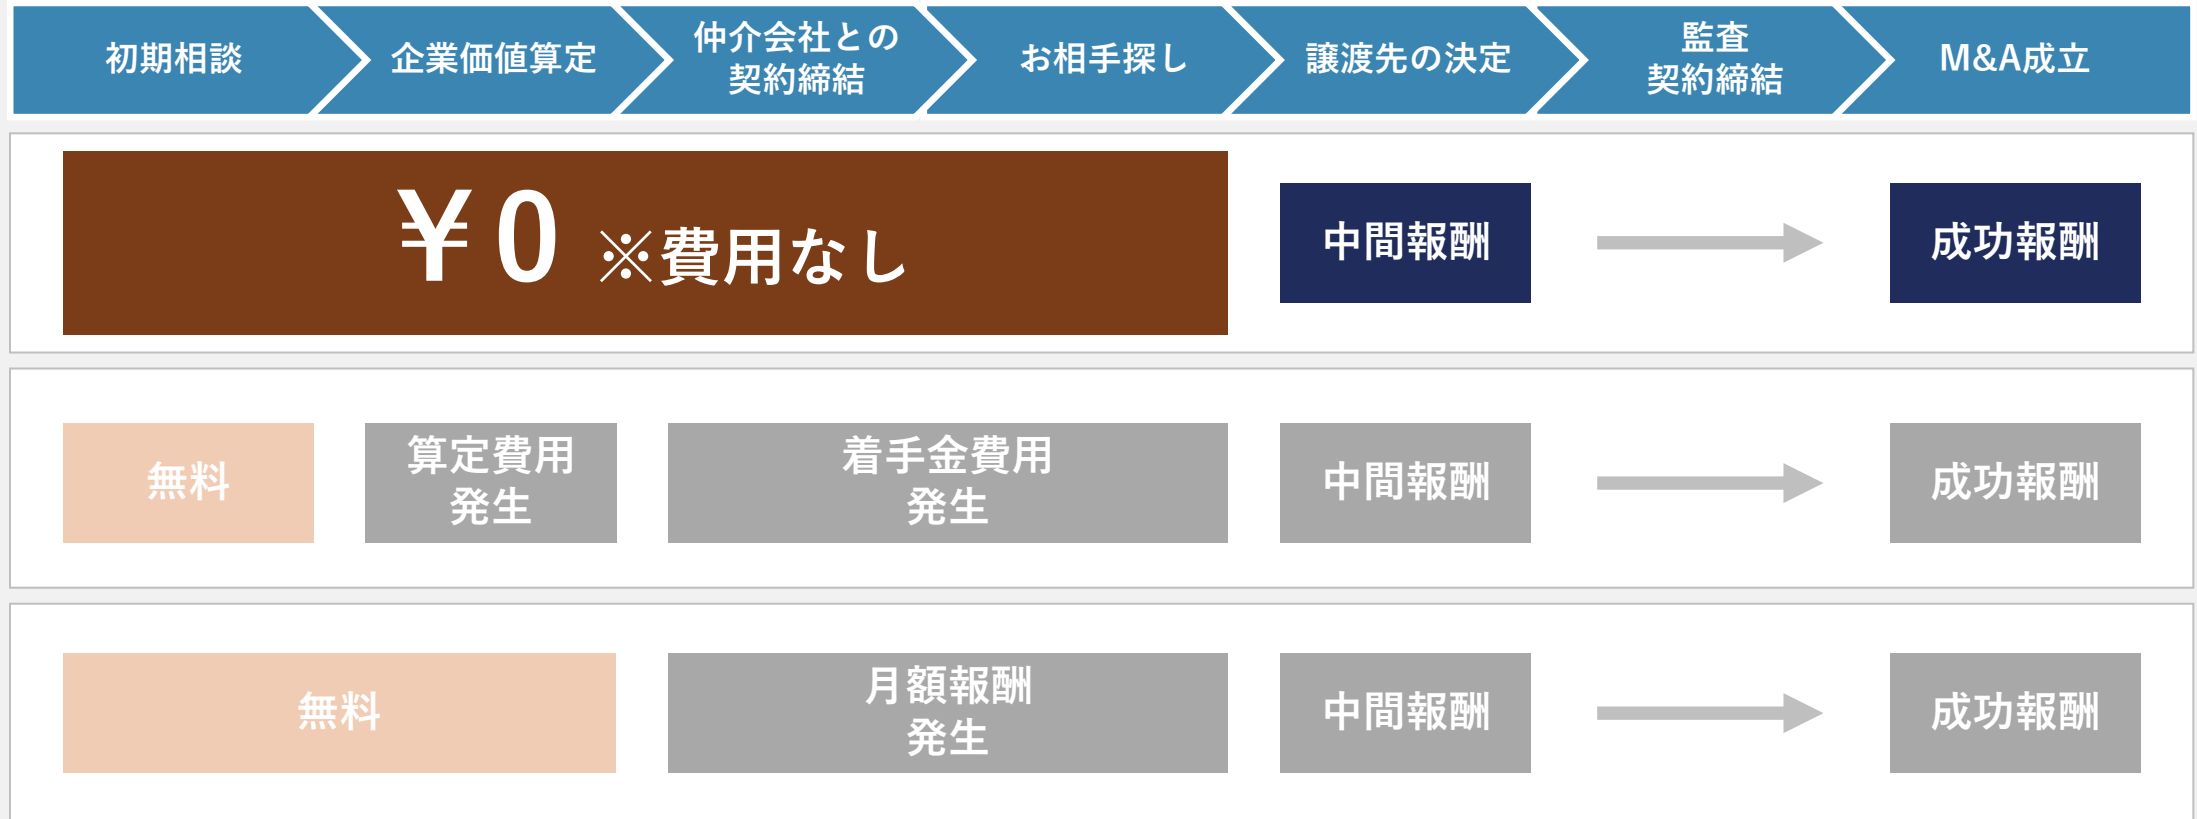 初期相談
企業価値算定
仲介会社との
契約締結
お相手探し
譲渡先の決定
監査
契約締結
M&A成立
¥0 ※費用なし
中間報酬
成功報酬
無料
算定費用
発生
着手金費用
発生
中間報酬
成功報酬
無料
月額報酬
発生
中間報酬
成功報酬